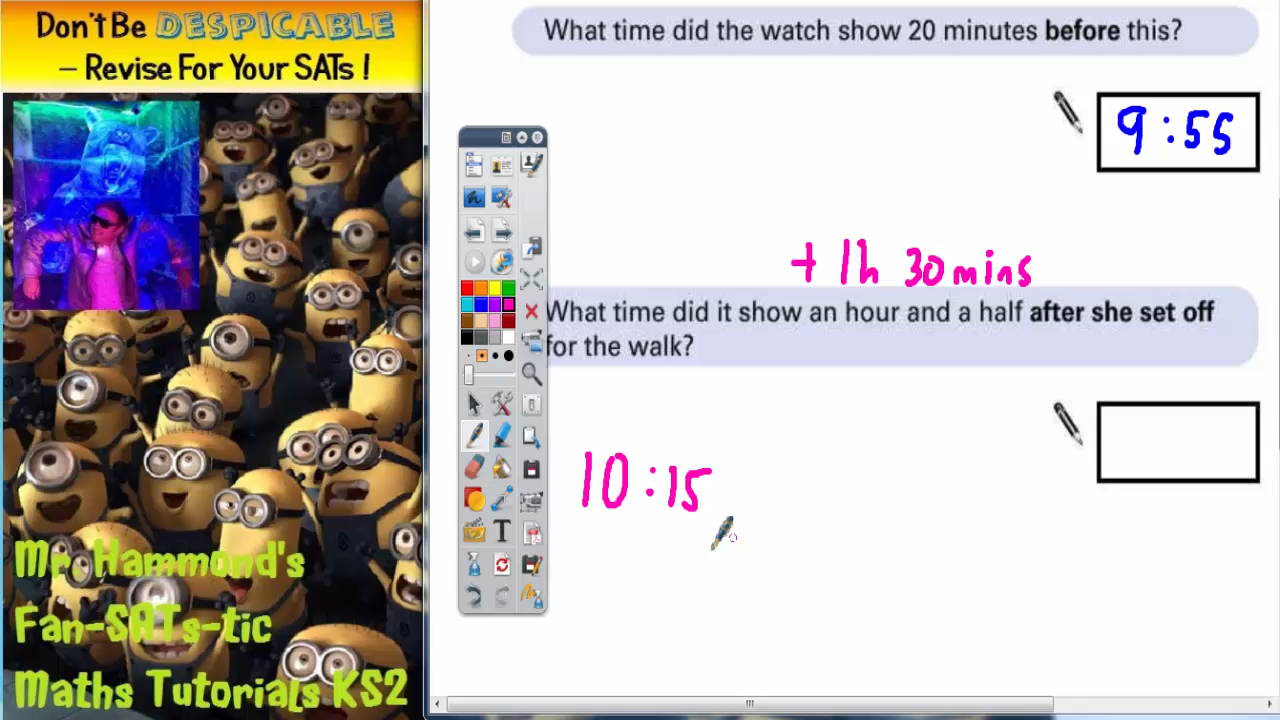 Don't Be DESPICABLE
– Revise For Your SATs !
Mr. Hammond's
Fan-SATs-tic
Maths Tutorials KS2
What time did the watch show 20 minutes before this?
9:55
+ 1h 30mins
What time did it show an hour and a half after she set off
for the walk?
10:15
T